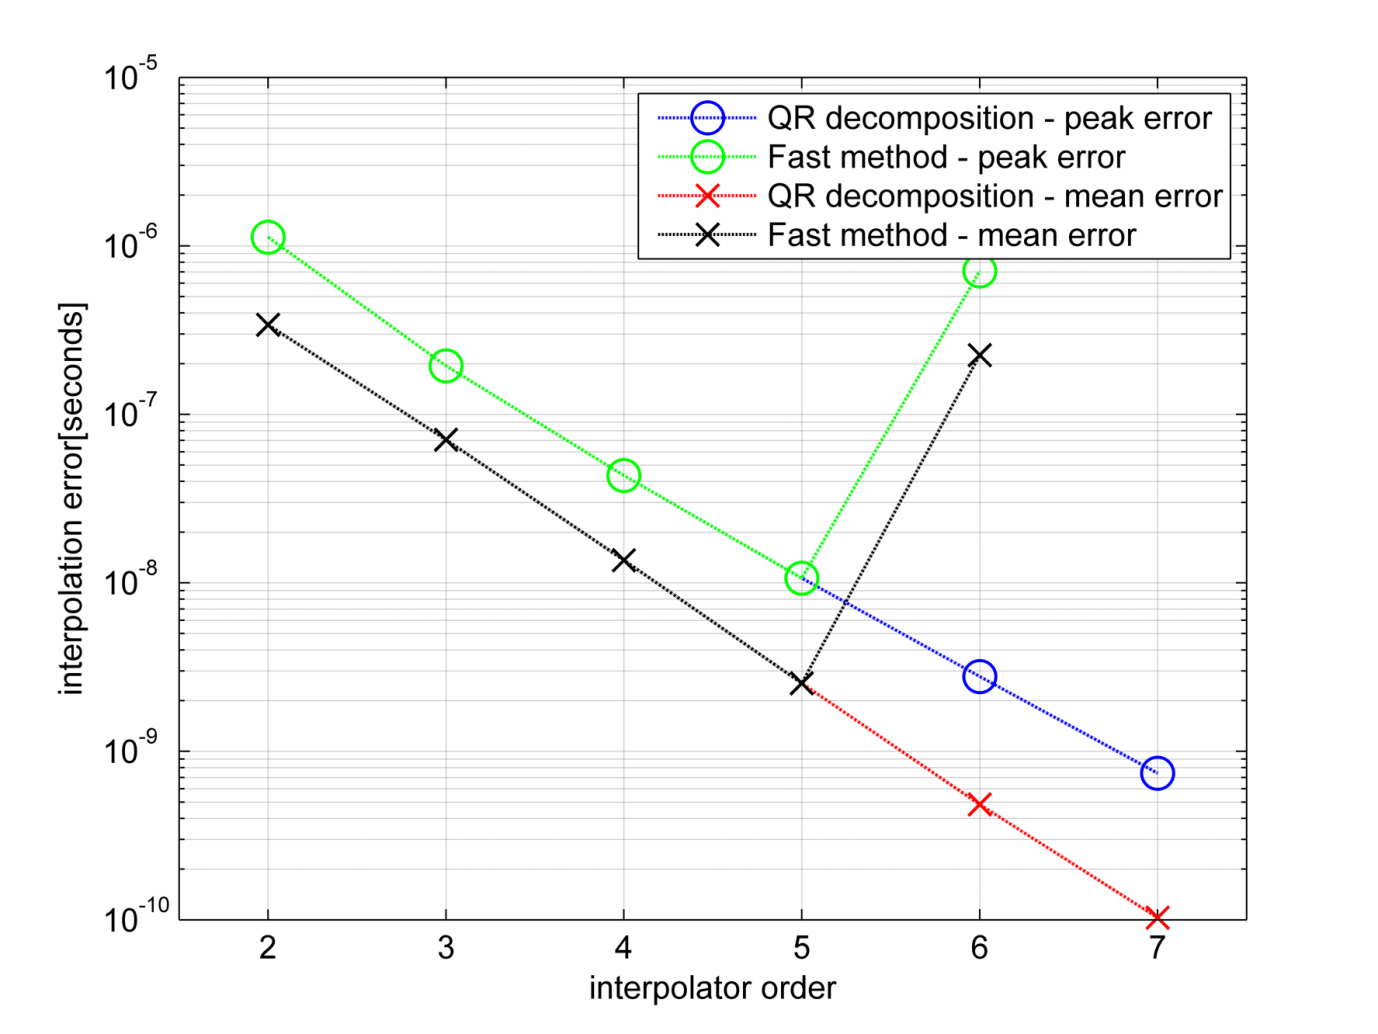 10^-5
10^-6
10^-7
10^-8
10^-9
10^-10
interpolation error[seconds]
QR decomposition - peak error
Fast method - peak error
QR decomposition - mean error
Fast method - mean error
2 3 4 5 6 7
interpolator order